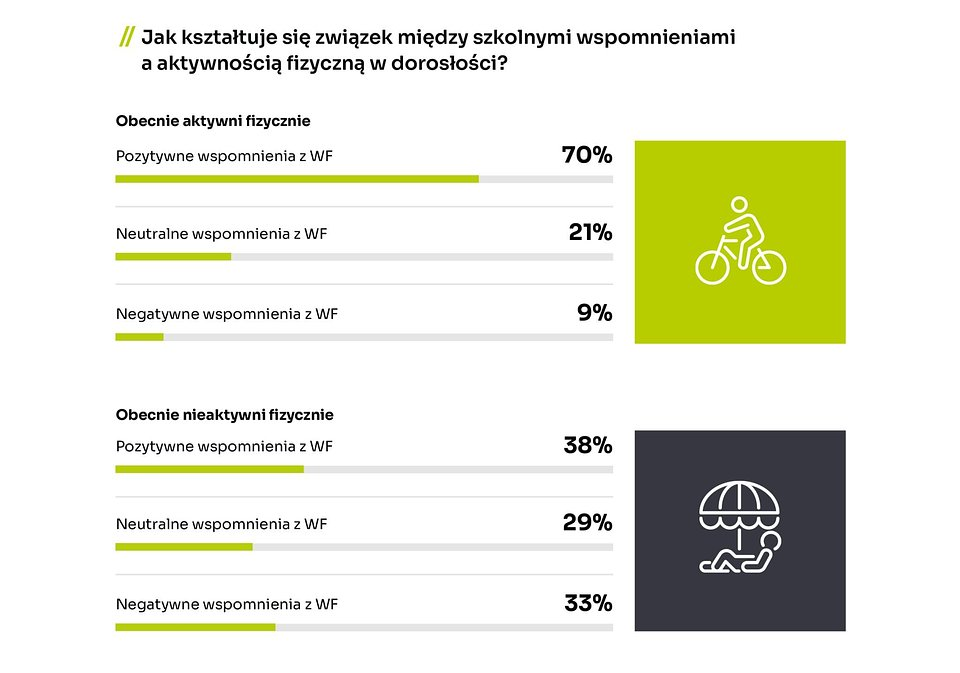 // Jak kształtuje się związek między szkolnymi wspomnieniami
a aktywnością fizyczną w dorosłości?
Obecnie aktywni fizycznie
Pozytywne wspomnienia z WF 70%
Neutralne wspomnienia z WF 21%
Negatywne wspomnienia z WF 9%
Obecnie nieaktywni fizycznie
Pozytywne wspomnienia z WF 38%
Neutralne wspomnienia z WF 29%
Negatywne wspomnienia z WF 33%